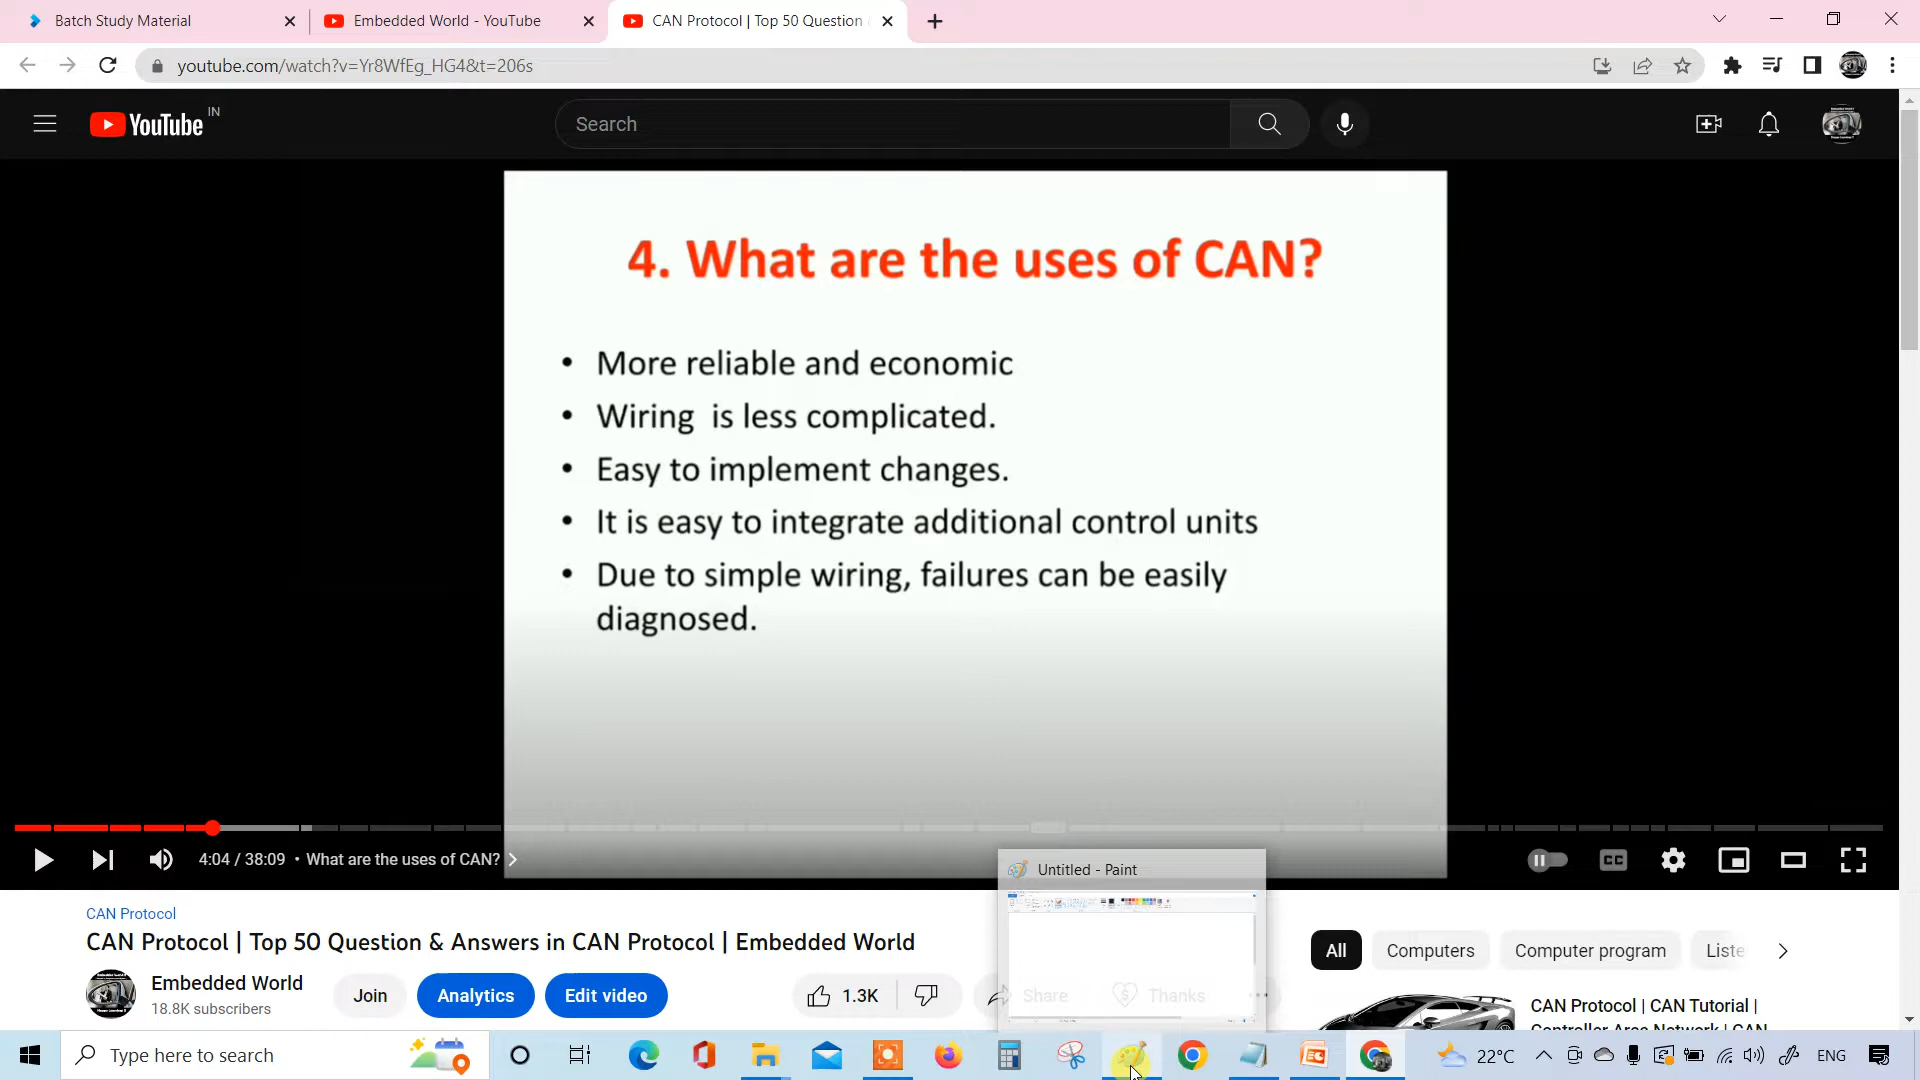 Batch Study Material
Embedded World - YouTube
CAN Protocol | Top 50 Question
youtube.com/watch?v=Yr8WfEg_HG4&t=206s
YouTube IN
Search
4. What are the uses of CAN?
• More reliable and economic
• Wiring is less complicated.
• Easy to implement changes.
• It is easy to integrate additional control units
• Due to simple wiring, failures can be easily
diagnosed.
4:04 / 38:09 • What are the uses of CAN?
CC
Untitled - Paint
CAN Protocol
CAN Protocol | Top 50 Question & Answers in CAN Protocol | Embedded World
Embedded World
18.8K subscribers
Join
Analytics
Edit video
1.3K
Share
Thanks
All
Computers
Computer program
Liste
CAN Protocol | CAN Tutorial |
Controller Area Network | CAN
Type here to search
22°C
ENG